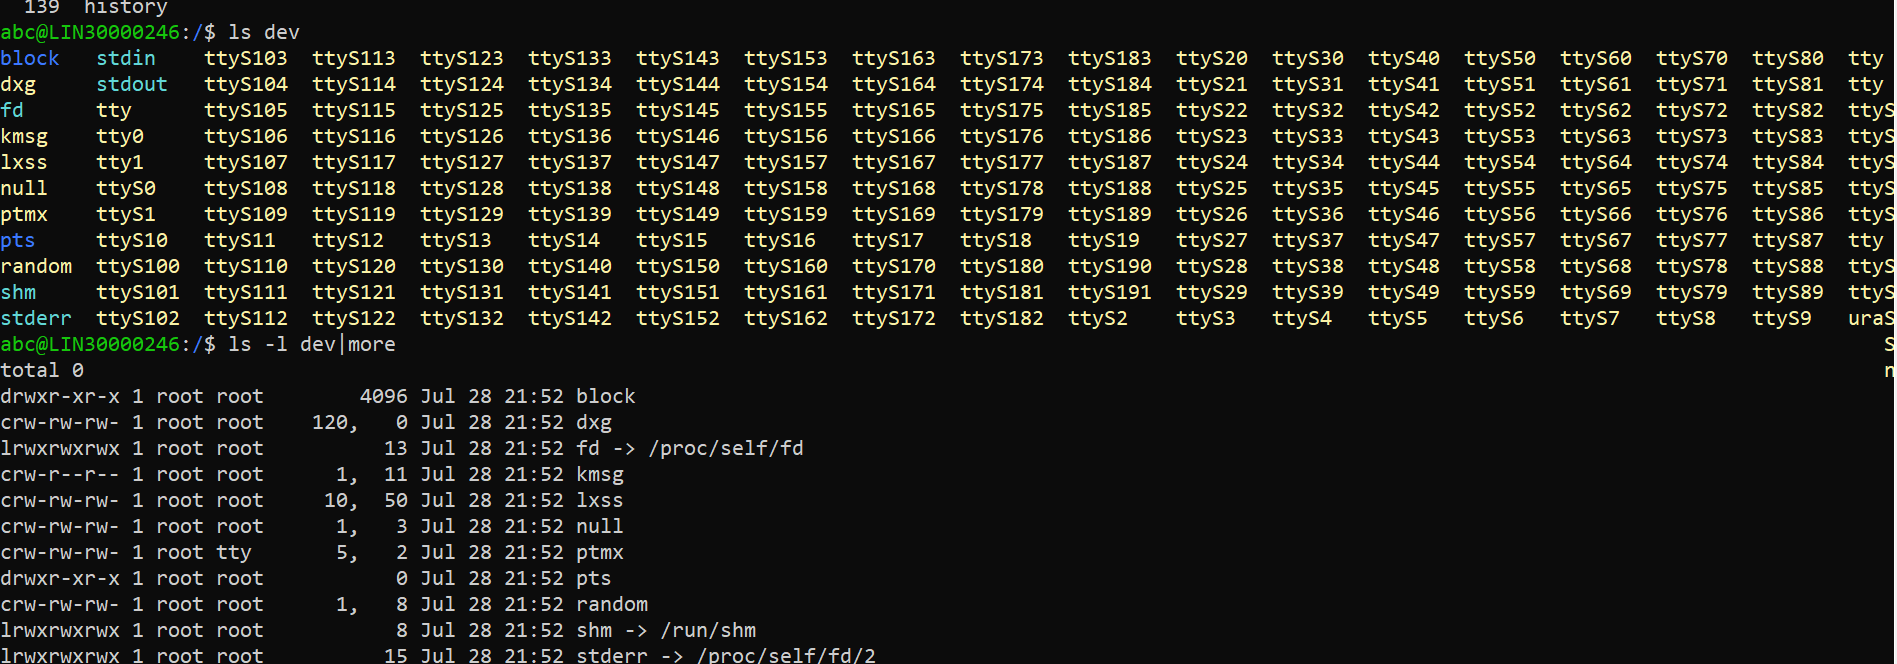 139  history
abc@LIN30000246:/$ ls dev
block   stdin    ttyS103  ttyS113  ttyS123  ttyS133  ttyS143  ttyS153  ttyS163  ttyS173  ttyS183  ttyS20  ttyS30  ttyS40  ttyS50  ttyS60  ttyS70  ttyS80  tty
dxg     stdout   ttyS104  ttyS114  ttyS124  ttyS134  ttyS144  ttyS154  ttyS164  ttyS174  ttyS184  ttyS21  ttyS31  ttyS41  ttyS51  ttyS61  ttyS71  ttyS81  tty
fd      tty      ttyS105  ttyS115  ttyS125  ttyS135  ttyS145  ttyS155  ttyS165  ttyS175  ttyS185  ttyS22  ttyS32  ttyS42  ttyS52  ttyS62  ttyS72  ttyS82  ttyS
kmsg    tty0     ttyS106  ttyS116  ttyS126  ttyS136  ttyS146  ttyS156  ttyS166  ttyS176  ttyS186  ttyS23  ttyS33  ttyS43  ttyS53  ttyS63  ttyS73  ttyS83  ttyS
lxss    tty1     ttyS107  ttyS117  ttyS127  ttyS137  ttyS147  ttyS157  ttyS167  ttyS177  ttyS187  ttyS24  ttyS34  ttyS44  ttyS54  ttyS64  ttyS74  ttyS84  ttyS
null    ttyS0    ttyS108  ttyS118  ttyS128  ttyS138  ttyS148  ttyS158  ttyS168  ttyS178  ttyS188  ttyS25  ttyS35  ttyS45  ttyS55  ttyS65  ttyS75  ttyS85  ttyS
ptmx    ttyS1    ttyS109  ttyS119  ttyS129  ttyS139  ttyS149  ttyS159  ttyS169  ttyS179  ttyS189  ttyS26  ttyS36  ttyS46  ttyS56  ttyS66  ttyS76  ttyS86  ttyS
pts     ttyS10   ttyS11   ttyS12   ttyS13   ttyS14   ttyS15   ttyS16   ttyS17   ttyS18   ttyS19   ttyS27  ttyS37  ttyS47  ttyS57  ttyS67  ttyS77  ttyS87  tty
random  ttyS100  ttyS110  ttyS120  ttyS130  ttyS140  ttyS150  ttyS160  ttyS170  ttyS180  ttyS190  ttyS28  ttyS38  ttyS48  ttyS58  ttyS68  ttyS78  ttyS88  ttyS
shm     ttyS101  ttyS111  ttyS121  ttyS131  ttyS141  ttyS151  ttyS161  ttyS171  ttyS181  ttyS191  ttyS29  ttyS39  ttyS49  ttyS59  ttyS69  ttyS79  ttyS89  ttyS
stderr  ttyS102  ttyS112  ttyS122  ttyS132  ttyS142  ttyS152  ttyS162  ttyS172  ttyS182  ttyS2    ttyS3   ttyS4   ttyS5   ttyS6   ttyS7   ttyS8   ttyS9   uraS
abc@LIN30000246:/$ ls -l dev|more S
total 0 n
drwxr-xr-x 1 root root        4096 Jul 28 21:52 block
crw-rw-rw- 1 root root    120,   0 Jul 28 21:52 dxg
lrwxrwxrwx 1 root root          13 Jul 28 21:52 fd -> /proc/self/fd
crw-r--r-- 1 root root      1,  11 Jul 28 21:52 kmsg
crw-rw-rw- 1 root root     10,  50 Jul 28 21:52 lxss
crw-rw-rw- 1 root root      1,   3 Jul 28 21:52 null
crw-rw-rw- 1 root tty       5,   2 Jul 28 21:52 ptmx
drwxr-xr-x 1 root root           0 Jul 28 21:52 pts
crw-rw-rw- 1 root root      1,   8 Jul 28 21:52 random
lrwxrwxrwx 1 root root           8 Jul 28 21:52 shm -> /run/shm
lrwxrwxrwx 1 root root          15 Jul 28 21:52 stderr -> /proc/self/fd/2